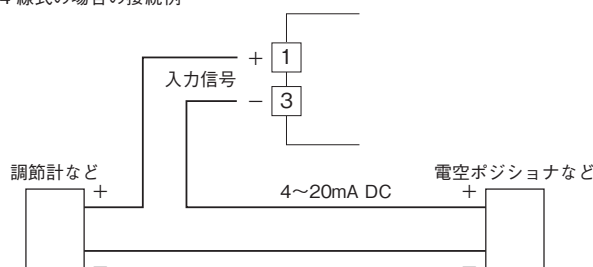 4線式の場合の接続例
+ 1
入力信号
− 3
調節計など
電空ポジショナなど
+ 4〜20mA DC +
− −